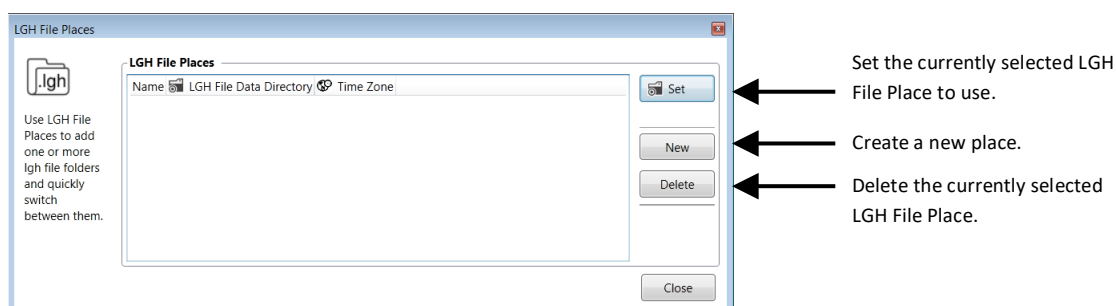 LGH File Places
.lgh
Use LGH File
Places to add
one or more
lgh file folders
and quickly
switch
between them.
LGH File Places
Name LGH File Data Directory Time Zone
Set
New
Delete
Close
Set the currently selected LGH
File Place to use.
Create a new place.
Delete the currently selected
LGH File Place.